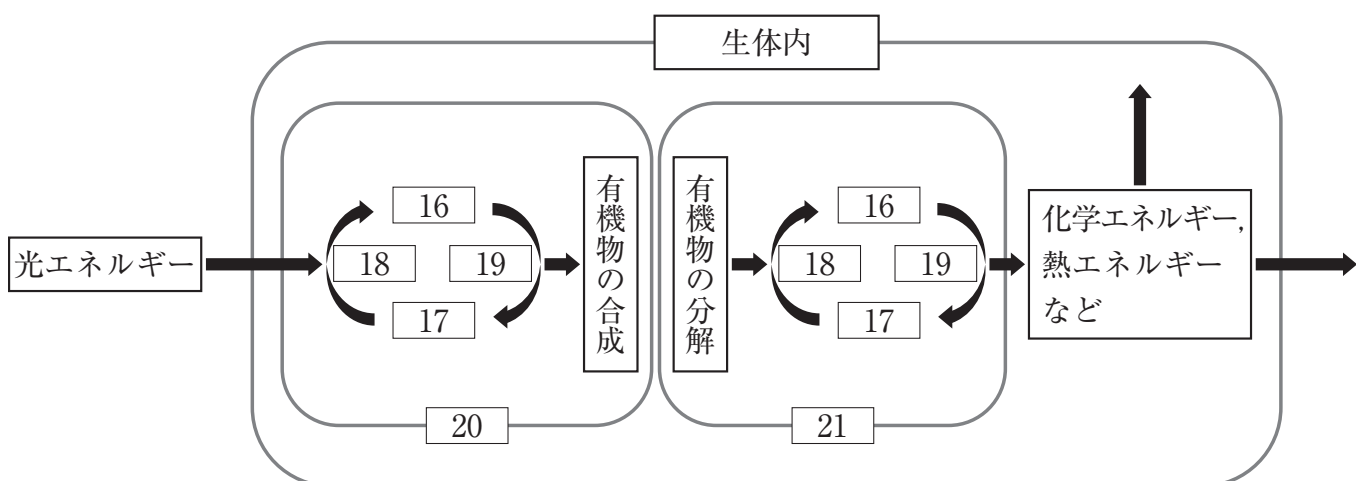 生体内
光エネルギー
16
18
19
17
有機物の合成
20
有機物の分解
16
18
19
17
21
化学エネルギー,
熱エネルギー
など